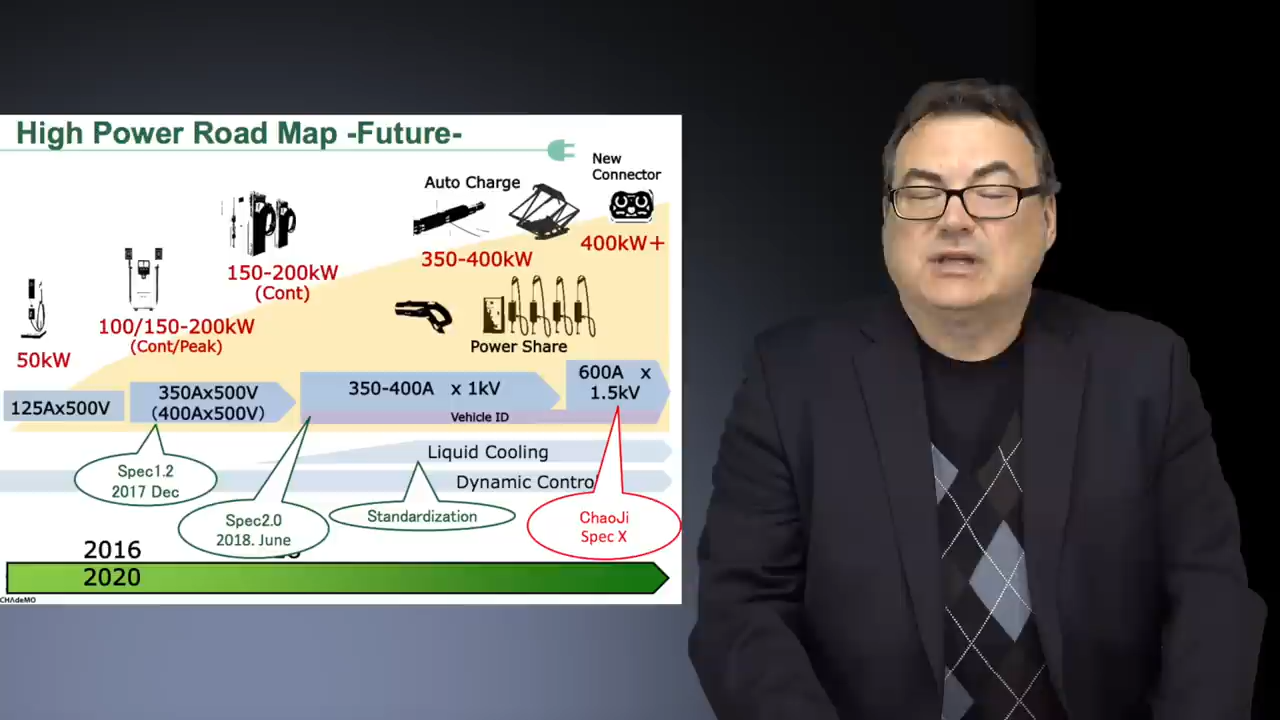 High Power Road Map -Future-
New
Connector
Auto Charge
400kW+
350-400kW
150-200kW
(Cont)
100/150-200kW
(Cont/Peak)
50kW
Power Share
125Ax500V
350Ax500V
(400Ax500V)
350-400A x 1kV
600A x
1.5kV
Vehicle ID
Liquid Cooling
Dynamic Control
Spec1.2
2017 Dec
Spec2.0
2018. June
Standardization
ChaoJi
Spec X
2016
2020
CHAdeMO